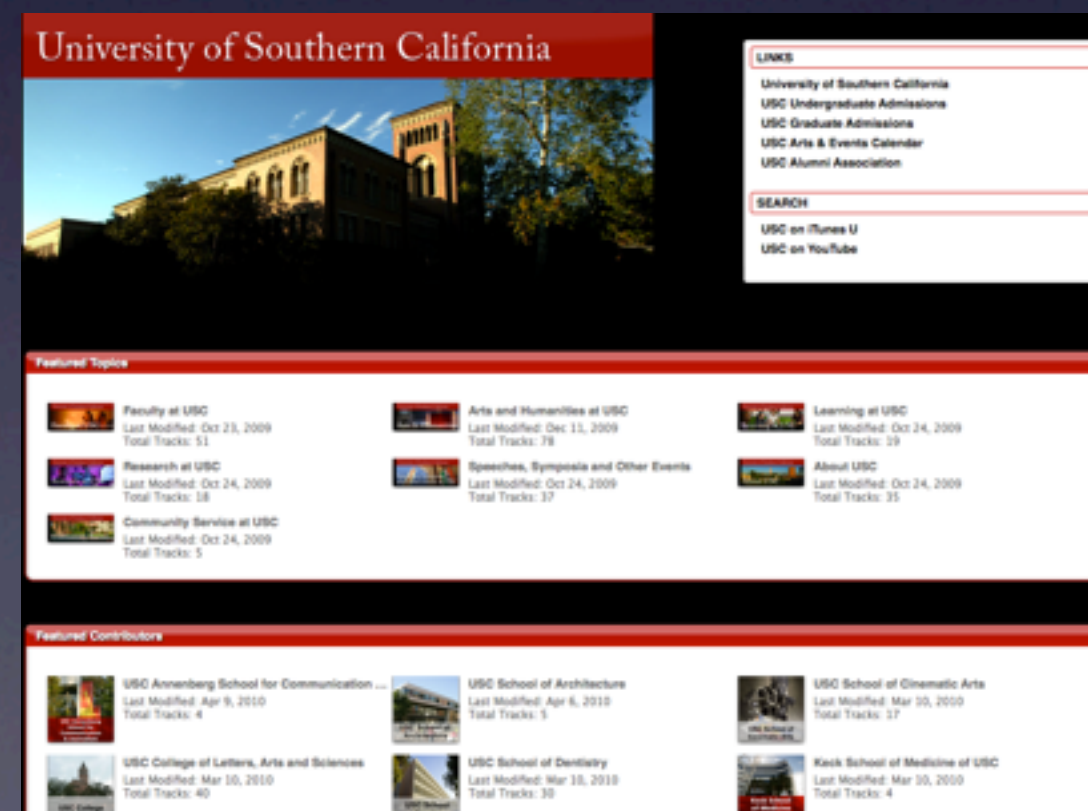 University of Southern California
LINKS
University of Southern California
USC Undergraduate Admissions
USC Graduate Admissions
USC Arts & Events Calendar
USC Alumni Association
SEARCH
USC on iTunes U
USC on YouTube
Featured Topics
Faculty at USC
Last Modified: Oct 23, 2009
Total Tracks: 51
Arts and Humanities at USC
Last Modified: Dec 11, 2009
Total Tracks: 78
Learning at USC
Last Modified: Oct 24, 2009
Total Tracks: 19
Research at USC
Last Modified: Oct 24, 2009
Total Tracks: 18
Speeches, Symposia and Other Events
Last Modified: Oct 24, 2009
Total Tracks: 37
About USC
Last Modified: Oct 24, 2009
Total Tracks: 35
Community Service at USC
Last Modified: Oct 24, 2009
Total Tracks: 5
Featured Contributors
USC Annenberg School for Communication ...
Last Modified: Apr 9, 2010
Total Tracks: 4
USC School of Architecture
Last Modified: Apr 6, 2010
Total Tracks: 5
USC School of Cinematic Arts
Last Modified: Mar 10, 2010
Total Tracks: 17
USC College of Letters, Arts and Sciences
Last Modified: Mar 10, 2010
Total Tracks: 40
USC College
USC School of Dentistry
Last Modified: Mar 10, 2010
Total Tracks: 30
USC School
Keck School of Medicine of USC
Last Modified: Mar 10, 2010
Total Tracks: 4
Keck School
of Medicine